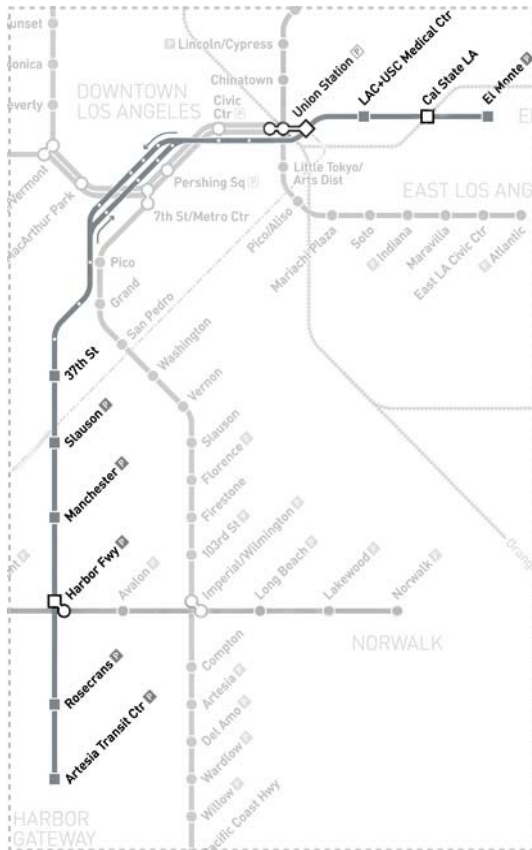 unset
Lincoln/Cypress
onica
Chinatown
everly
DOWNTOWN
LOS ANGELES
Civic
Ctr
Union Station
LAC+USC Medical Ctr
Cal State LA
El Monte
Vermont
MacArthur Park
Pershing Sq
7th St/Metro Ctr
Little Tokyo/
Arts Dist
EAST LOS ANG
Pico/Aliso
Mariachi Plaza
Soto
Indiana
Maravilla
East LA Civic Ctr
Atlantic
Pico
Grand
San Pedro
Washington
Vernon
37th St
Slauson
Manchester
Harbor Fwy
Rosecrans
Artesia Transit Ctr
Slauson
Florence
Firestone
103rd St
Imperial/Wilmington
Avalon
Long Beach
Lakewood
Norwalk
NORWALK
Compton
Artesia
Del Amo
Wardlow
Willow
acific Coast Hwy
HARBOR
GATEWAY